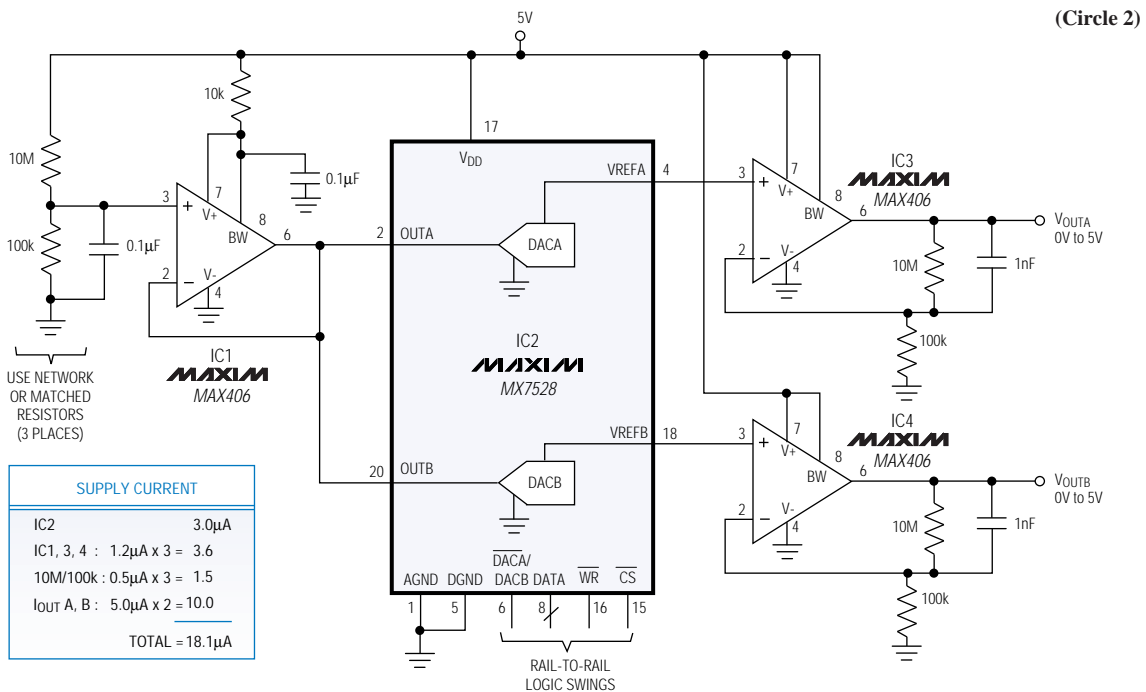 (Circle 2)
5V
10k
10M
100k
0.1µF
0.1µF
3
2
7
V+
8
BW
V-
4
6
IC1
MAXIM
MAX406
USE NETWORK
OR MATCHED
RESISTORS
(3 PLACES)
17
VDD
VREFA
4
2
OUTA
DACA
IC2
MAXIM
MX7528
VREFB
18
20
OUTB
DACB
AGND
DGND
DACA/
DACB
DATA
WR
CS
1
5
6
8
16
15
RAIL-TO-RAIL
LOGIC SWINGS
IC3
MAXIM
MAX406
3
7
V+
8
BW
6
2
V-
4
10M
1nF
100k
VOUTA
0V to 5V
IC4
MAXIM
MAX406
3
7
V+
8
BW
6
2
V-
4
10M
1nF
100k
VOUTB
0V to 5V
SUPPLY CURRENT
IC2 3.0µA
IC1, 3, 4 : 1.2µA x 3 = 3.6
10M/100k : 0.5µA x 3 = 1.5
IOUT A, B : 5.0µA x 2 = 10.0
TOTAL = 18.1µA